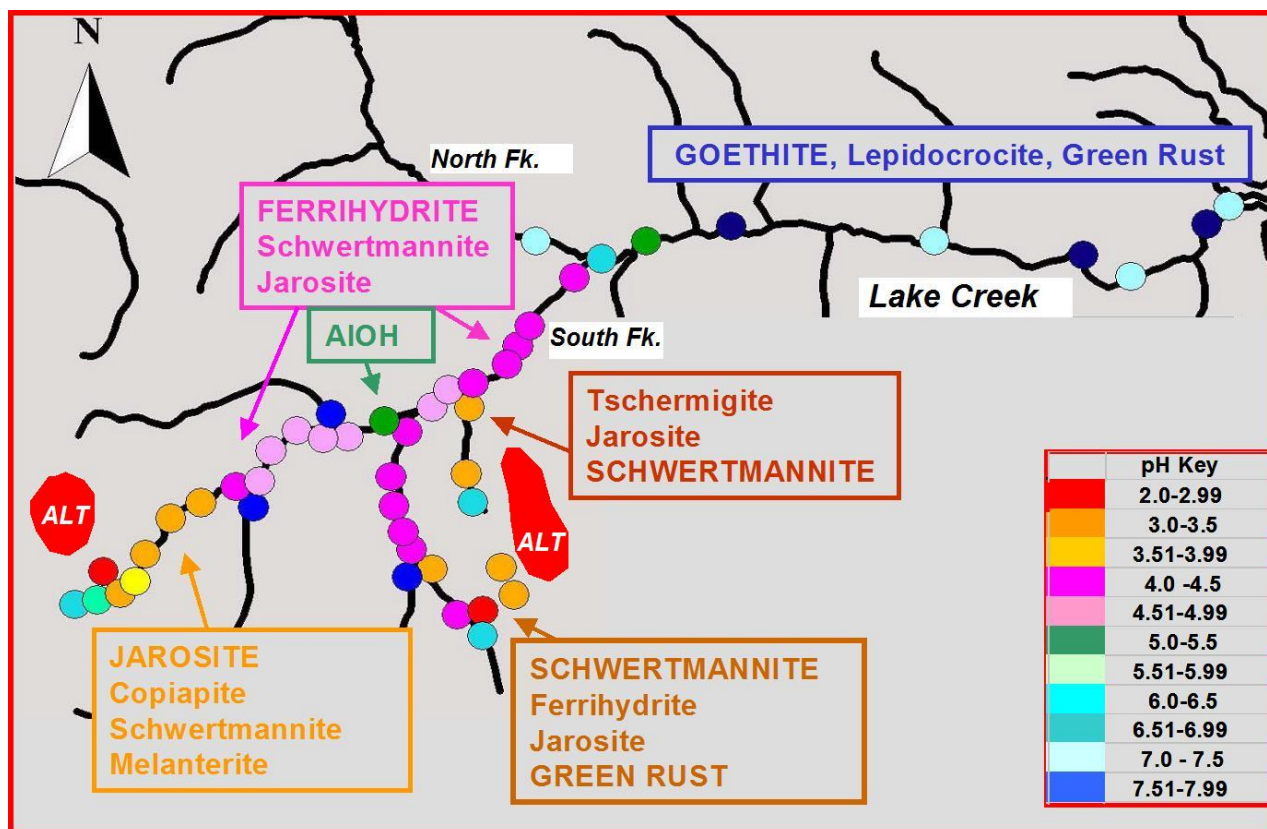 N
North Fk.
GOETHITE, Lepidocrocite, Green Rust
FERRIHYDRITE
Schwertmannite
Jarosite
Lake Creek
AlOH
South Fk.
Tschermigite
Jarosite
SCHWERTMANNITE
ALT
ALT
JAROSITE
Copiapite
Schwertmannite
Melanterite
SCHWERTMANNITE
Ferrihydrite
Jarosite
GREEN RUST
pH Key
2.0-2.99
3.0-3.5
3.51-3.99
4.0 -4.5
4.51-4.99
5.0-5.5
5.51-5.99
6.0-6.5
6.51-6.99
7.0 - 7.5
7.51-7.99